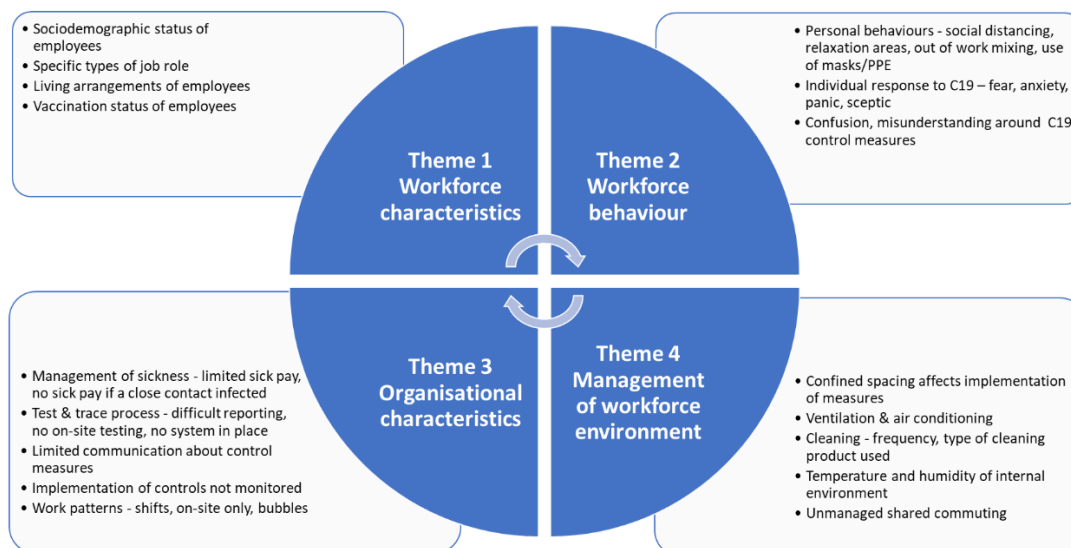 • Sociodemographic status of
employees
• Specific types of job role
• Living arrangements of employees
• Vaccination status of employees
• Personal behaviours - social distancing,
relaxation areas, out of work mixing, use
of masks/PPE
• Individual response to C19 – fear, anxiety,
panic, sceptic
• Confusion, misunderstanding around C19
control measures
Theme 1
Workforce
characteristics
Theme 2
Workforce
behaviour
Theme 3
Organisational
characteristics
Theme 4
Management
of workforce
environment
• Management of sickness - limited sick pay,
no sick pay if a close contact infected
• Test & trace process - difficult reporting,
no on-site testing, no system in place
• Limited communication about control
measures
• Implementation of controls not monitored
• Work patterns - shifts, on-site only, bubbles
• Confined spacing affects implementation of
measures
• Ventilation & air conditioning
• Cleaning - frequency, type of cleaning
product used
• Temperature and humidity of internal
environment
• Unmanaged shared commuting